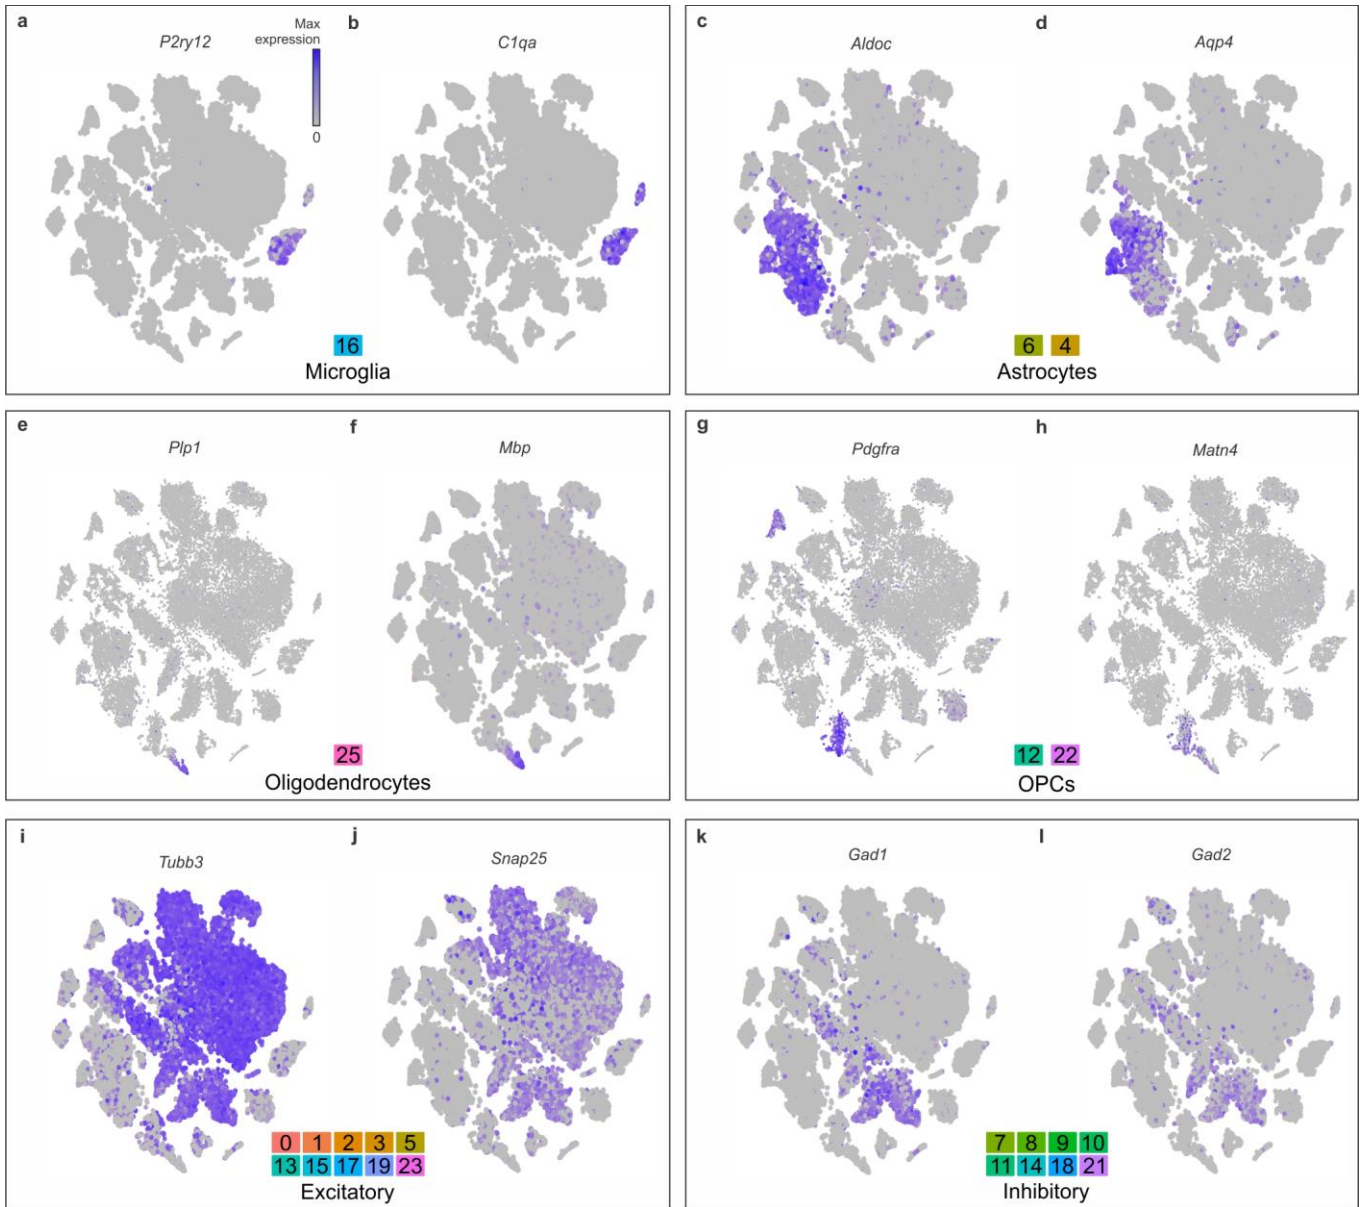 a
P2ry12
Max
expression
0
b
C1qa
16
Microglia
c
Aldoc
d
Aqp4
6 4
Astrocytes
e
Plp1
f
Mbp
25
Oligodendrocytes
g
Pdgfra
h
Matn4
12 22
OPCs
i
Tubb3
j
Snap25
0 1 2 3 5
13 15 17 19 23
Excitatory
k
Gad1
l
Gad2
7 8 9 10
11 14 18 21
Inhibitory